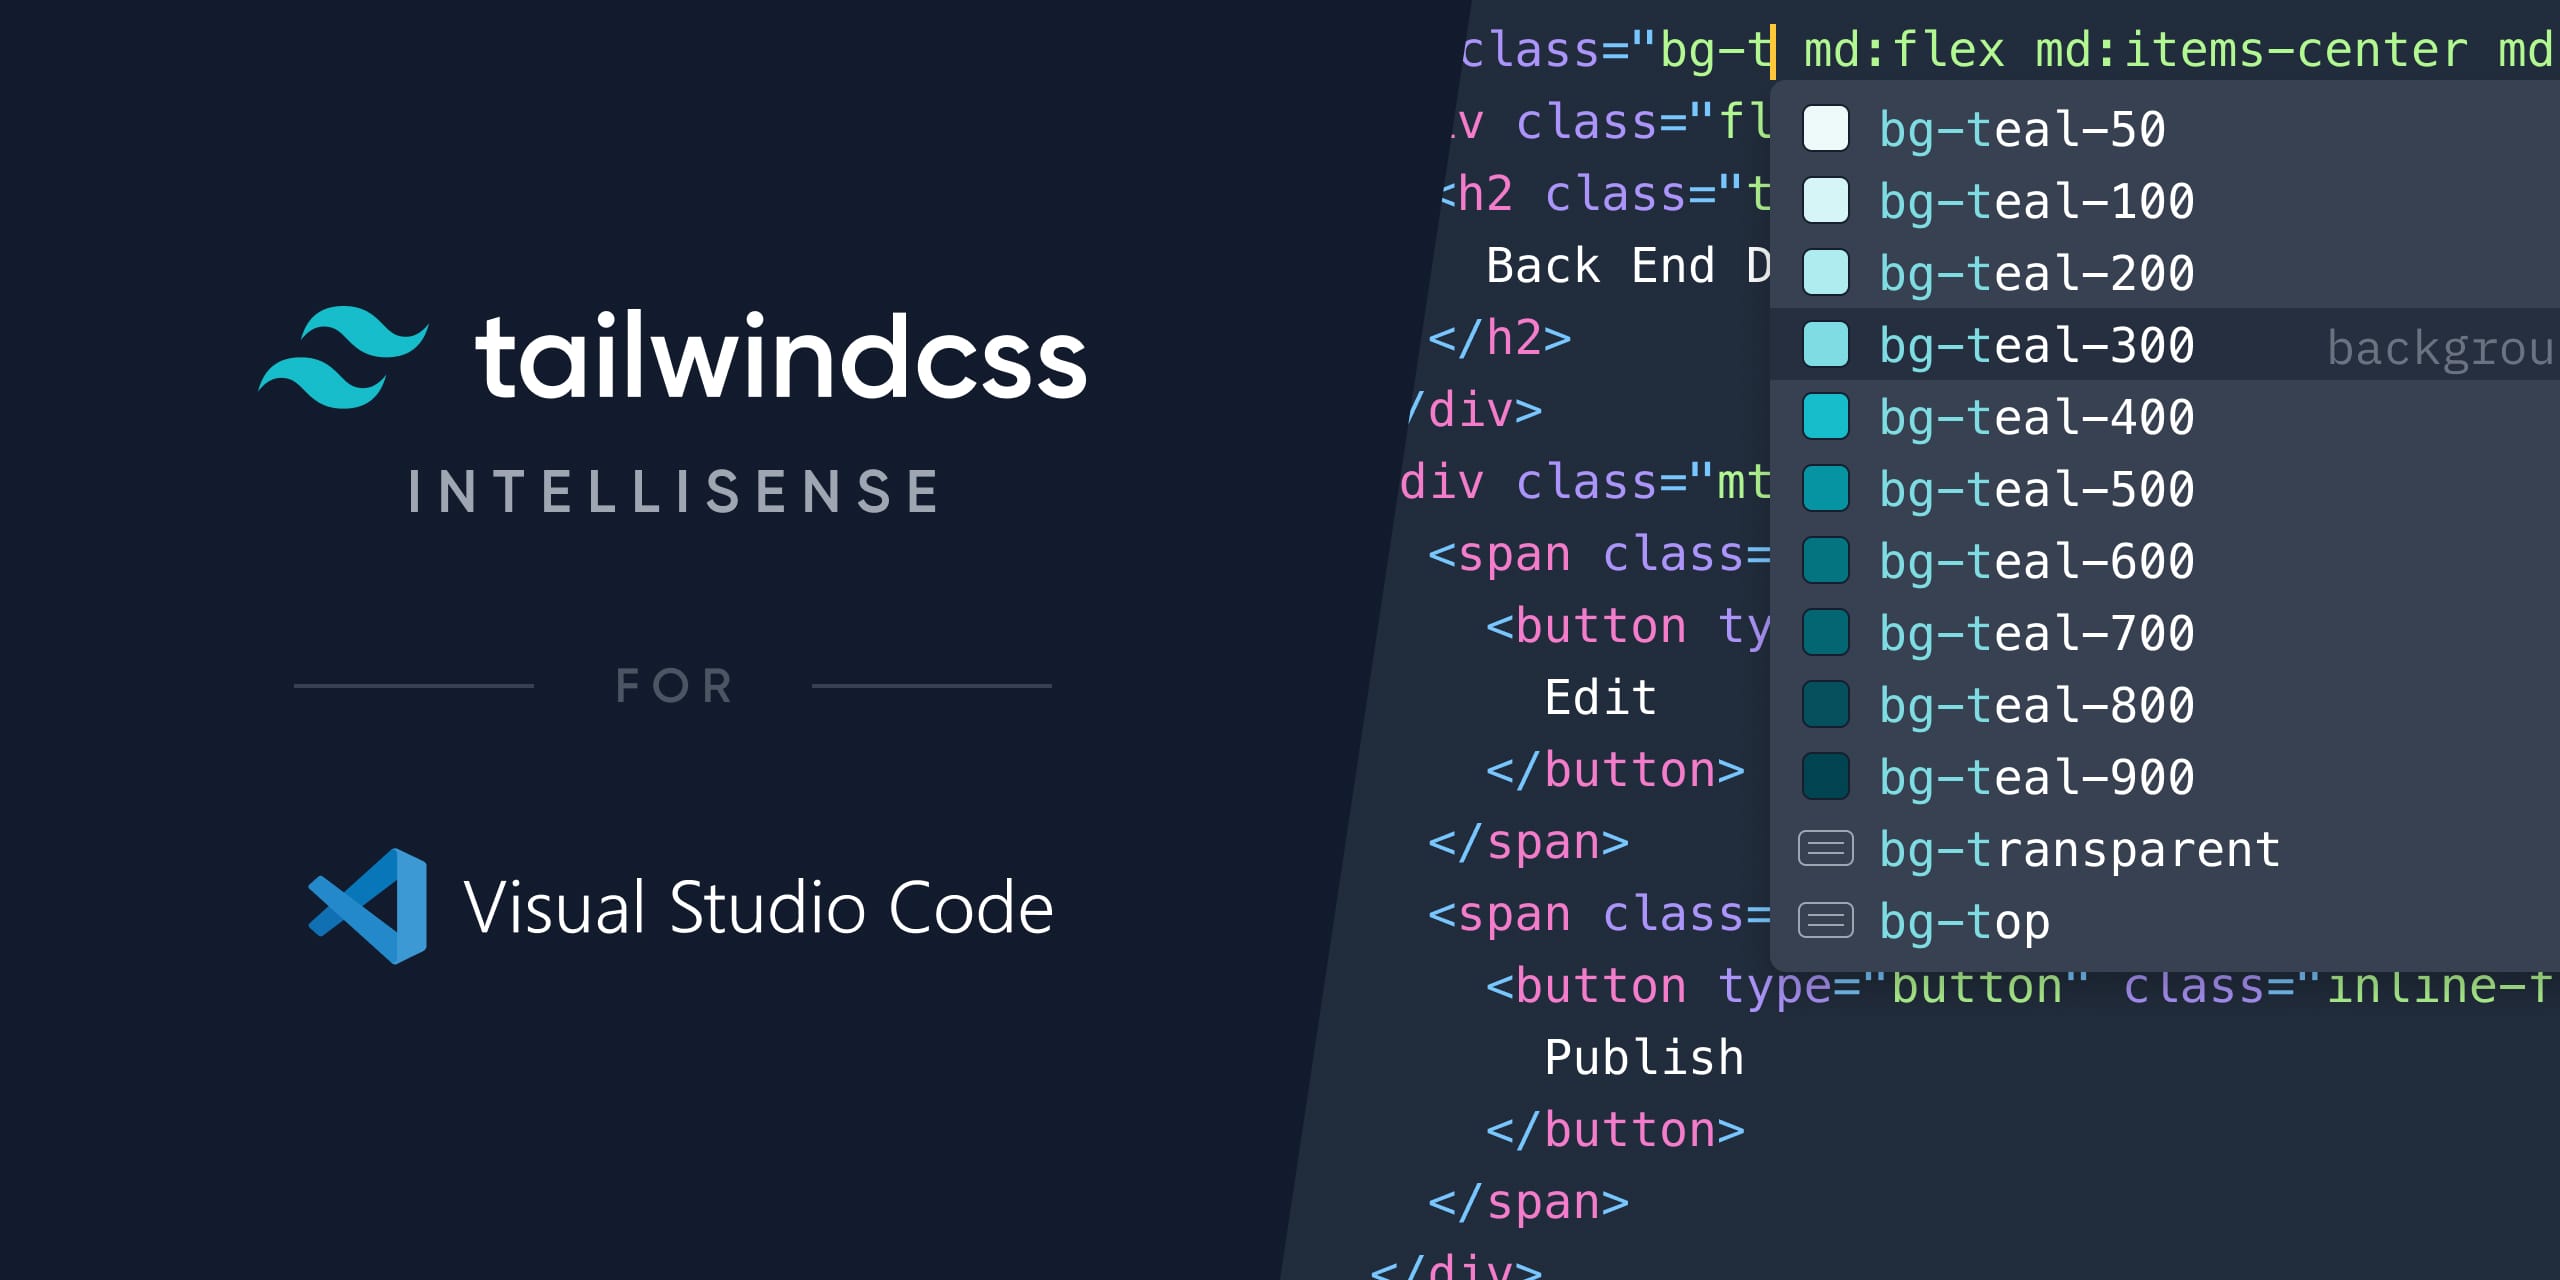 tailwindcss
INTELLISENSE
FOR
Visual Studio Code
class="bg-t md:flex md:items-center md
iv class="fl
<h2 class="t
Back End D
</h2>
/div>
div class="mt
<span class=
<button ty
Edit
</button>
</span>
<span class=
<button type="button" class="inline-f
Publish
</button>
</span>
</div>
bg-teal-50
bg-teal-100
bg-teal-200
bg-teal-300 backgrou
bg-teal-400
bg-teal-500
bg-teal-600
bg-teal-700
bg-teal-800
bg-teal-900
bg-transparent
bg-top